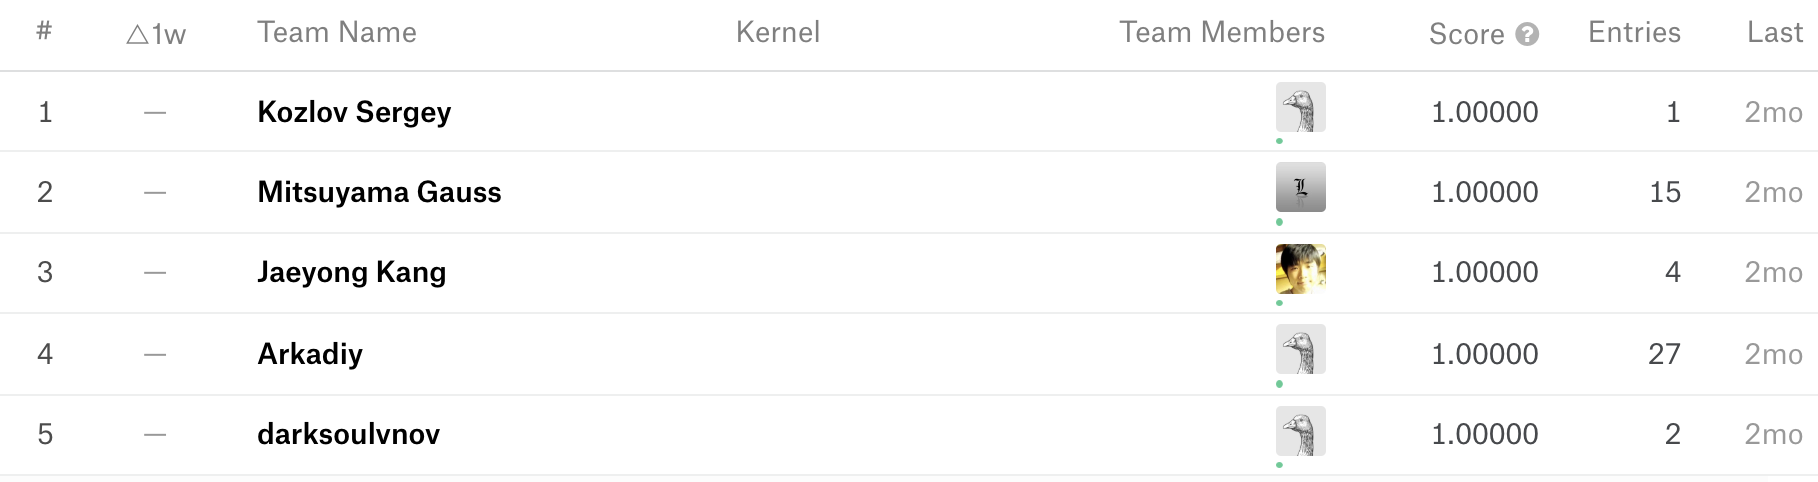 # △1w Team Name Kernel Team Members Score ? Entries Last
1 — Kozlov Sergey 1.00000 1 2mo
2 — Mitsuyama Gauss L 1.00000 15 2mo
3 — Jaeyong Kang 1.00000 4 2mo
4 — Arkadiy 1.00000 27 2mo
5 — darksoulvnov 1.00000 2 2mo